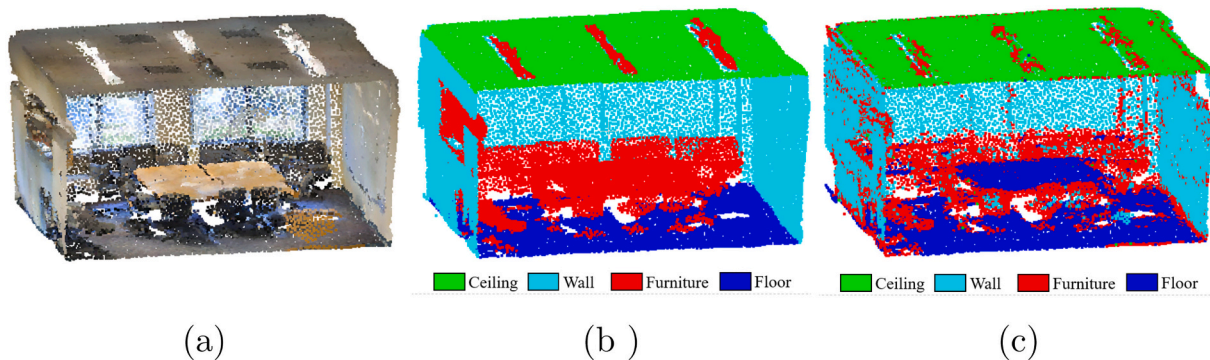 Ceiling Wall Furniture Floor
Ceiling Wall Furniture Floor
(a)
(b )
(c)